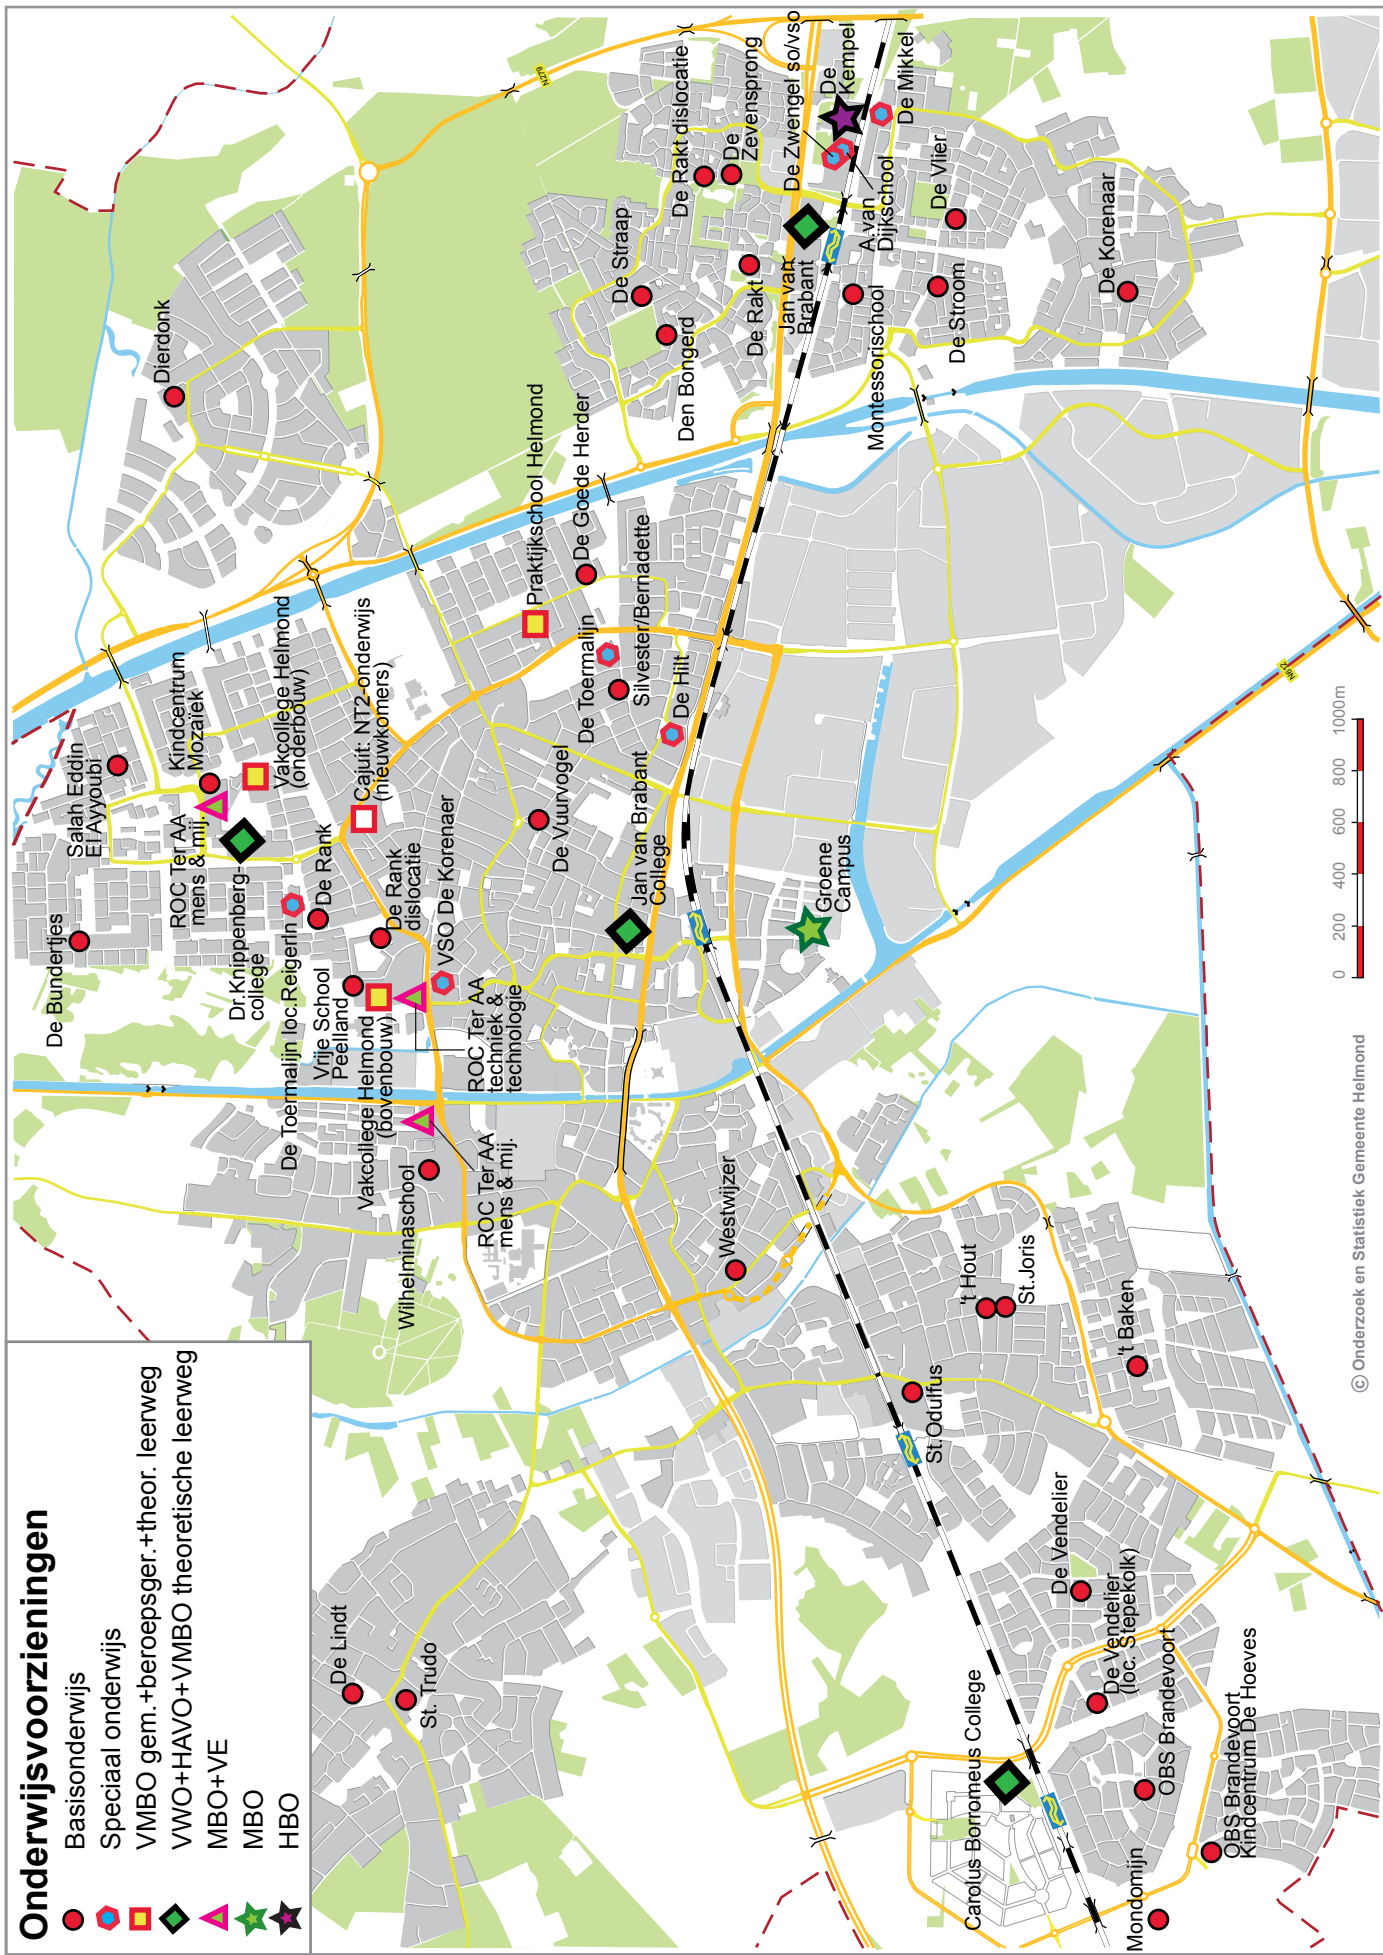 Onderwijsvoorzieningen
Basisonderwijs
Speciaal onderwijs
VMBO gem.+beroepsger.+theor. leerweg
VWO+HAVO+VMBO theoretische leerweg
MBO+VE
MBO
HBO
De Lindt
St. Trudo
Carolus Borromeus College
Mondomijn
OBS Brandevoort
Kindcentrum De Hoeves
OBS Brandevoort
De Vendelier
(loc. Stepekolk)
De Vendelier
St.Odulfus
't Baken
St.Joris
't Hout
Westwijzer
Wilhelminaschool
ROC Ter AA
mens & mij.
Vakcollege Helmond
(bovenbouw)
ROC Ter AA
techniek &
technologie
Vrije School
Peelland
De Toermalijn loc.ReigerIn
De Bundertjes
Dr.Knippenberg-
college
ROC Ter AA
mens & mij.
Salah Eddin
El Ayyoubi
Kindcentrum
Mozaïek
Vakcollege Helmond
(onderbouw)
Cajuit: NT2-onderwijs
(nieuwkomers)
De Rank
De Rank
dislocatie
VSO De Korenaer
De Vuurvogel
Jan van Brabant
College
Groene
Campus
De Hilt
Silvester/Bernadette
De Toermalijn
De Goede Herder
Praktijkschool Helmond
Dierdonk
Den Bongerd
De Straap
De Rakt
De Rakt dislocatie
De
Zevensprong
De Zwengel so/vso
De
Kempel
De Mikkel
Jan van
Brabant
A.van
Dijkschool
Montessorischool
De Stroom
De Vlier
De Korenaar
N279
N612
0 200 400 600 800 1000m
© Onderzoek en Statistiek Gemeente Helmond